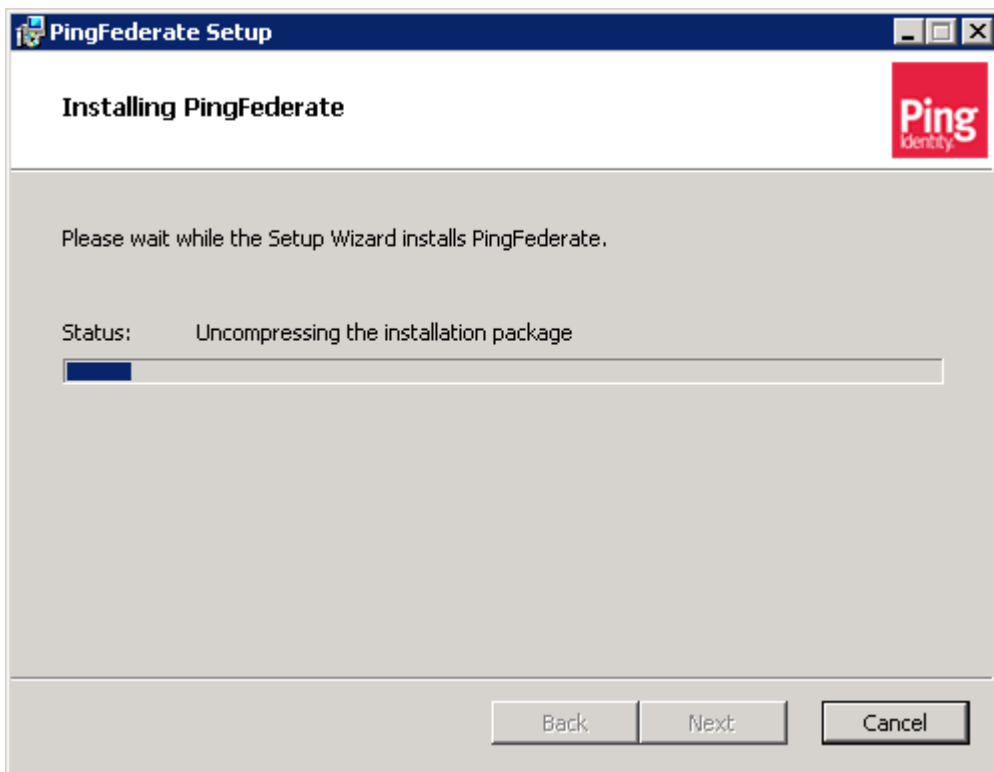 PingFederate Setup
Installing PingFederate
Ping
Identity.
Please wait while the Setup Wizard installs PingFederate.
Status: Uncompressing the installation package
Back Next Cancel